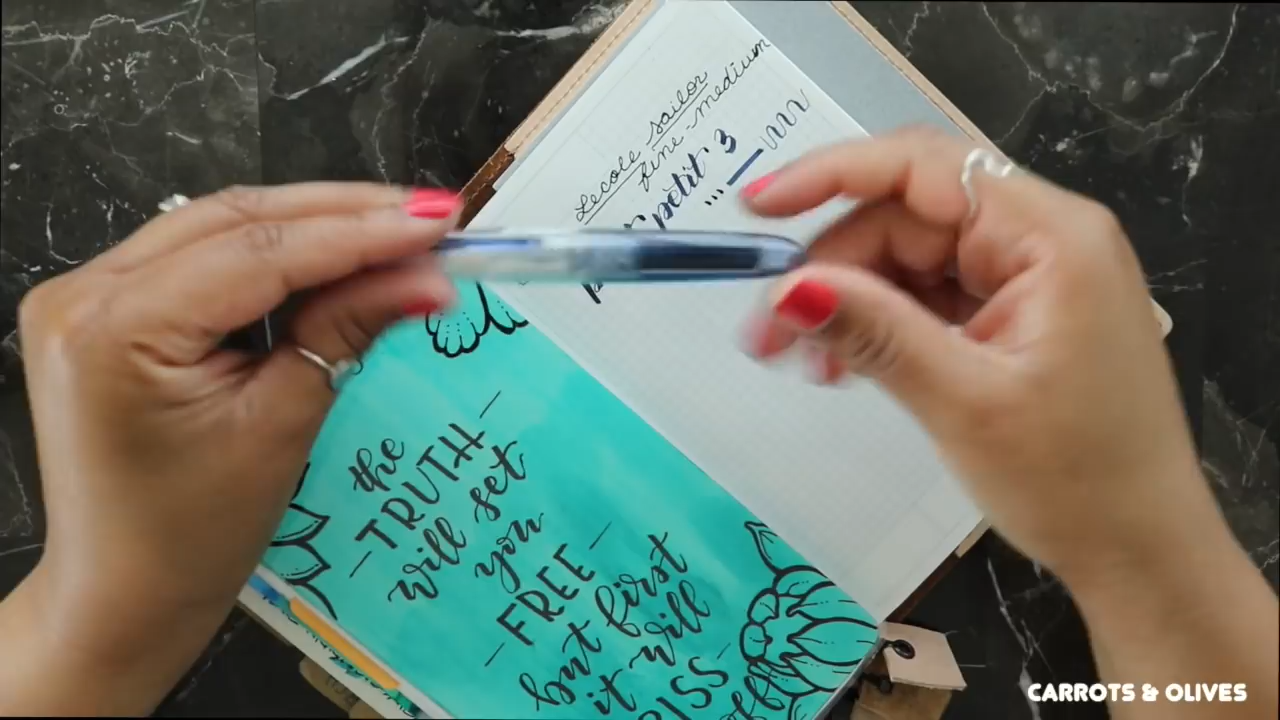 Lecole sailor
fine-medium
petit 3
the
TRUTH
will set
you
FREE
but first
it will
CARROTS & OLIVES